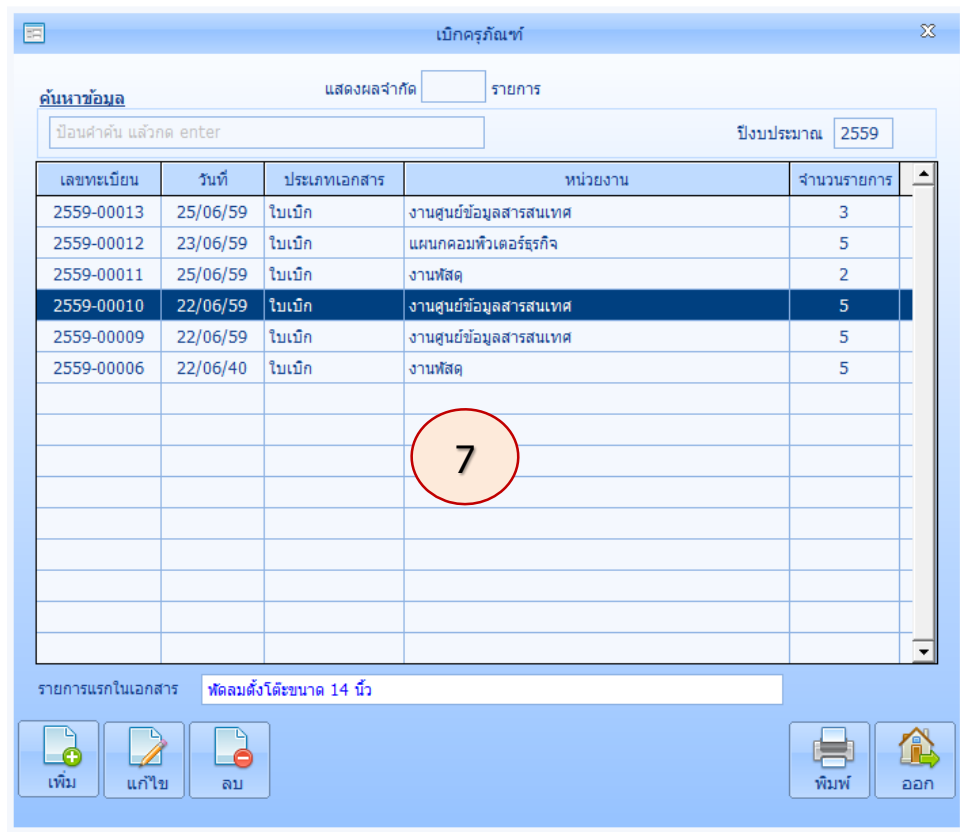 เบิกครุภัณฑ์
แสดงผลจำกัด รายการ
ค้นหาข้อมูล
ป้อนคำค้น แล้วกด enter
ปีงบประมาณ 2559
เลขทะเบียน วันที่ ประเภทเอกสาร หน่วยงาน จำนวนรายการ
2559-00013 25/06/59 ใบเบิก งานศูนย์ข้อมูลสารสนเทศ 3
2559-00012 23/06/59 ใบเบิก แผนกคอมพิวเตอร์ธุรกิจ 5
2559-00011 25/06/59 ใบเบิก งานพัสดุ 2
2559-00010 22/06/59 ใบเบิก งานศูนย์ข้อมูลสารสนเทศ 5
2559-00009 22/06/59 ใบเบิก งานศูนย์ข้อมูลสารสนเทศ 5
2559-00006 22/06/40 ใบเบิก งานพัสดุ 5
7
รายการแรกในเอกสาร พัดลมตั้งโต๊ะขนาด 14 นิ้ว
เพิ่ม แก้ไข ลบ พิมพ์ ออก